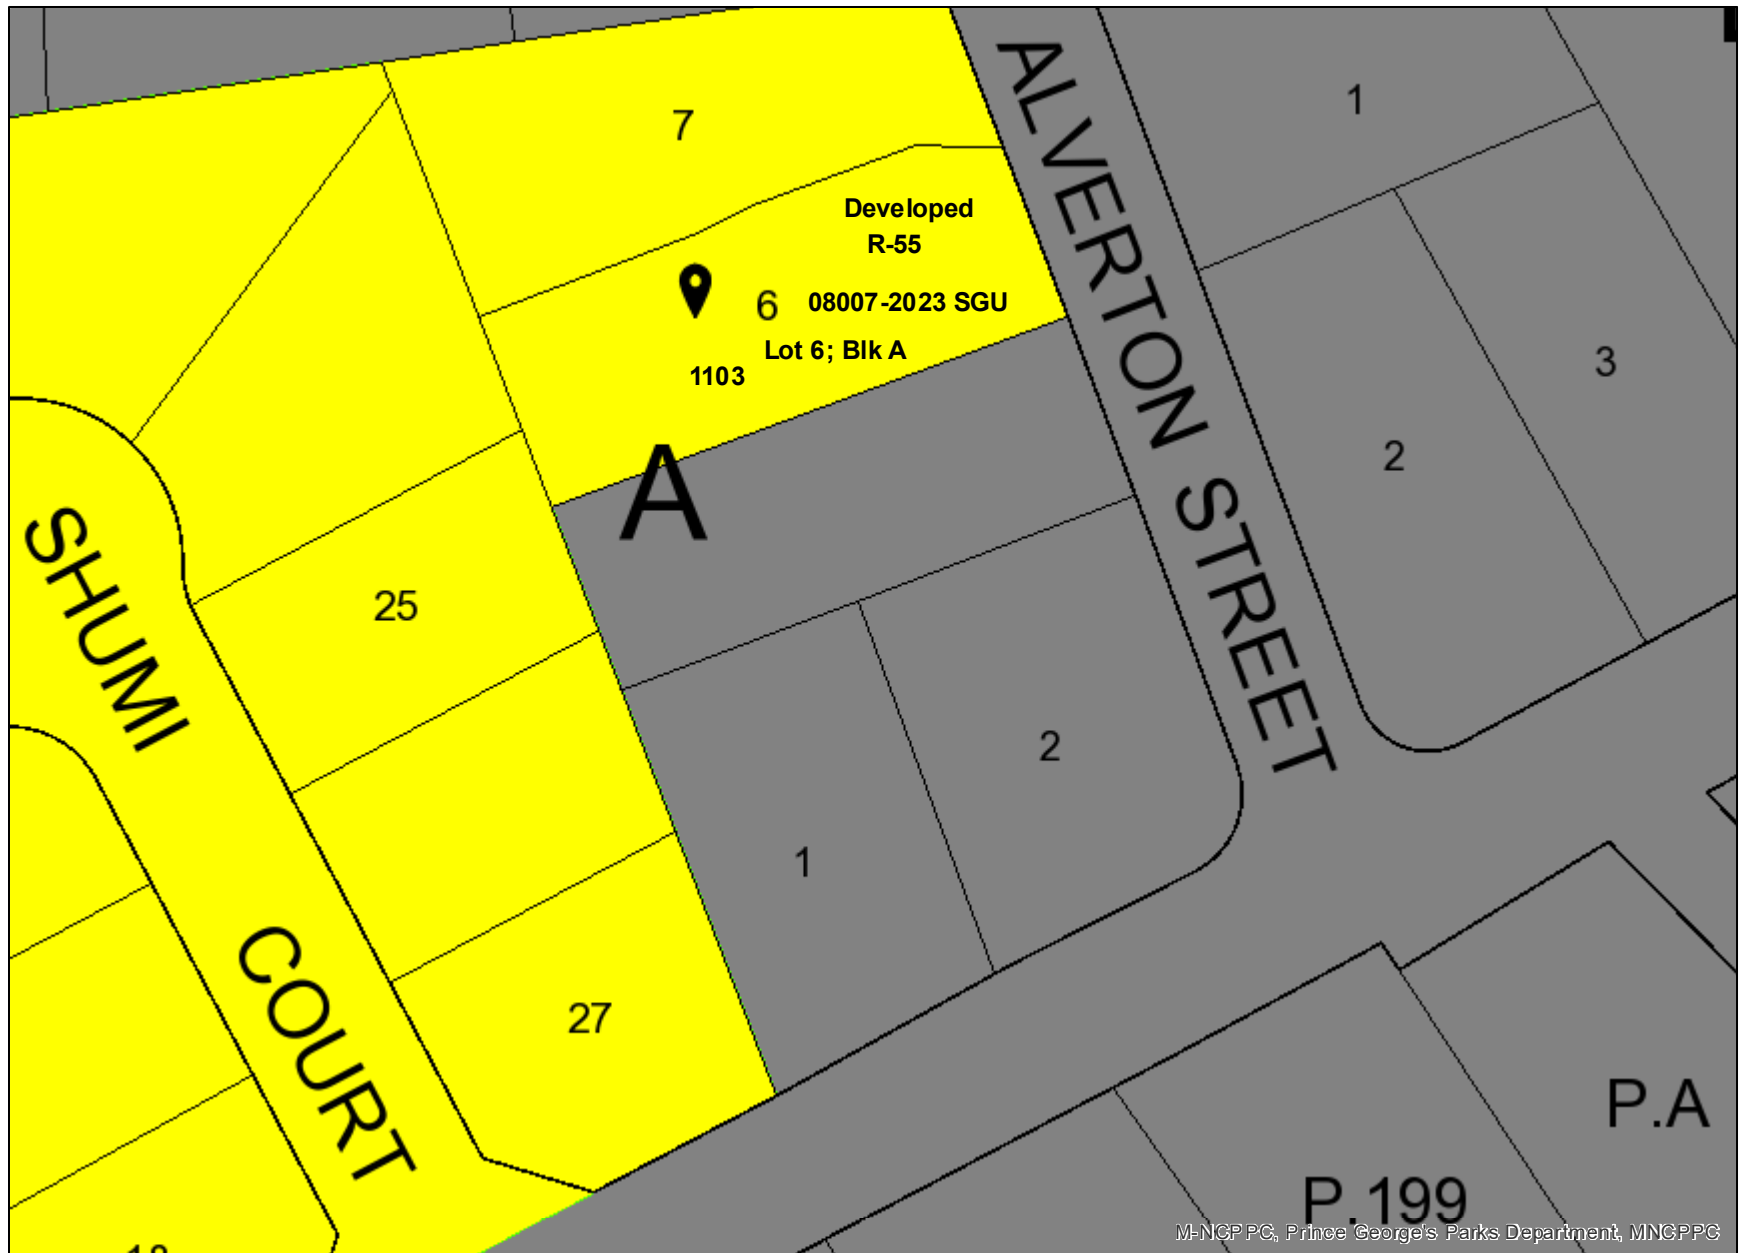 ALVERTON STREET
1
7
Developed
R-55
6
08007-2023 SGU
Lot 6; Blk A
1103
3
2
A
SHUMI COURT
25
2
1
27
P.A
P.199
M-NCPPC, Prince George's Parks Department, MNCPPC